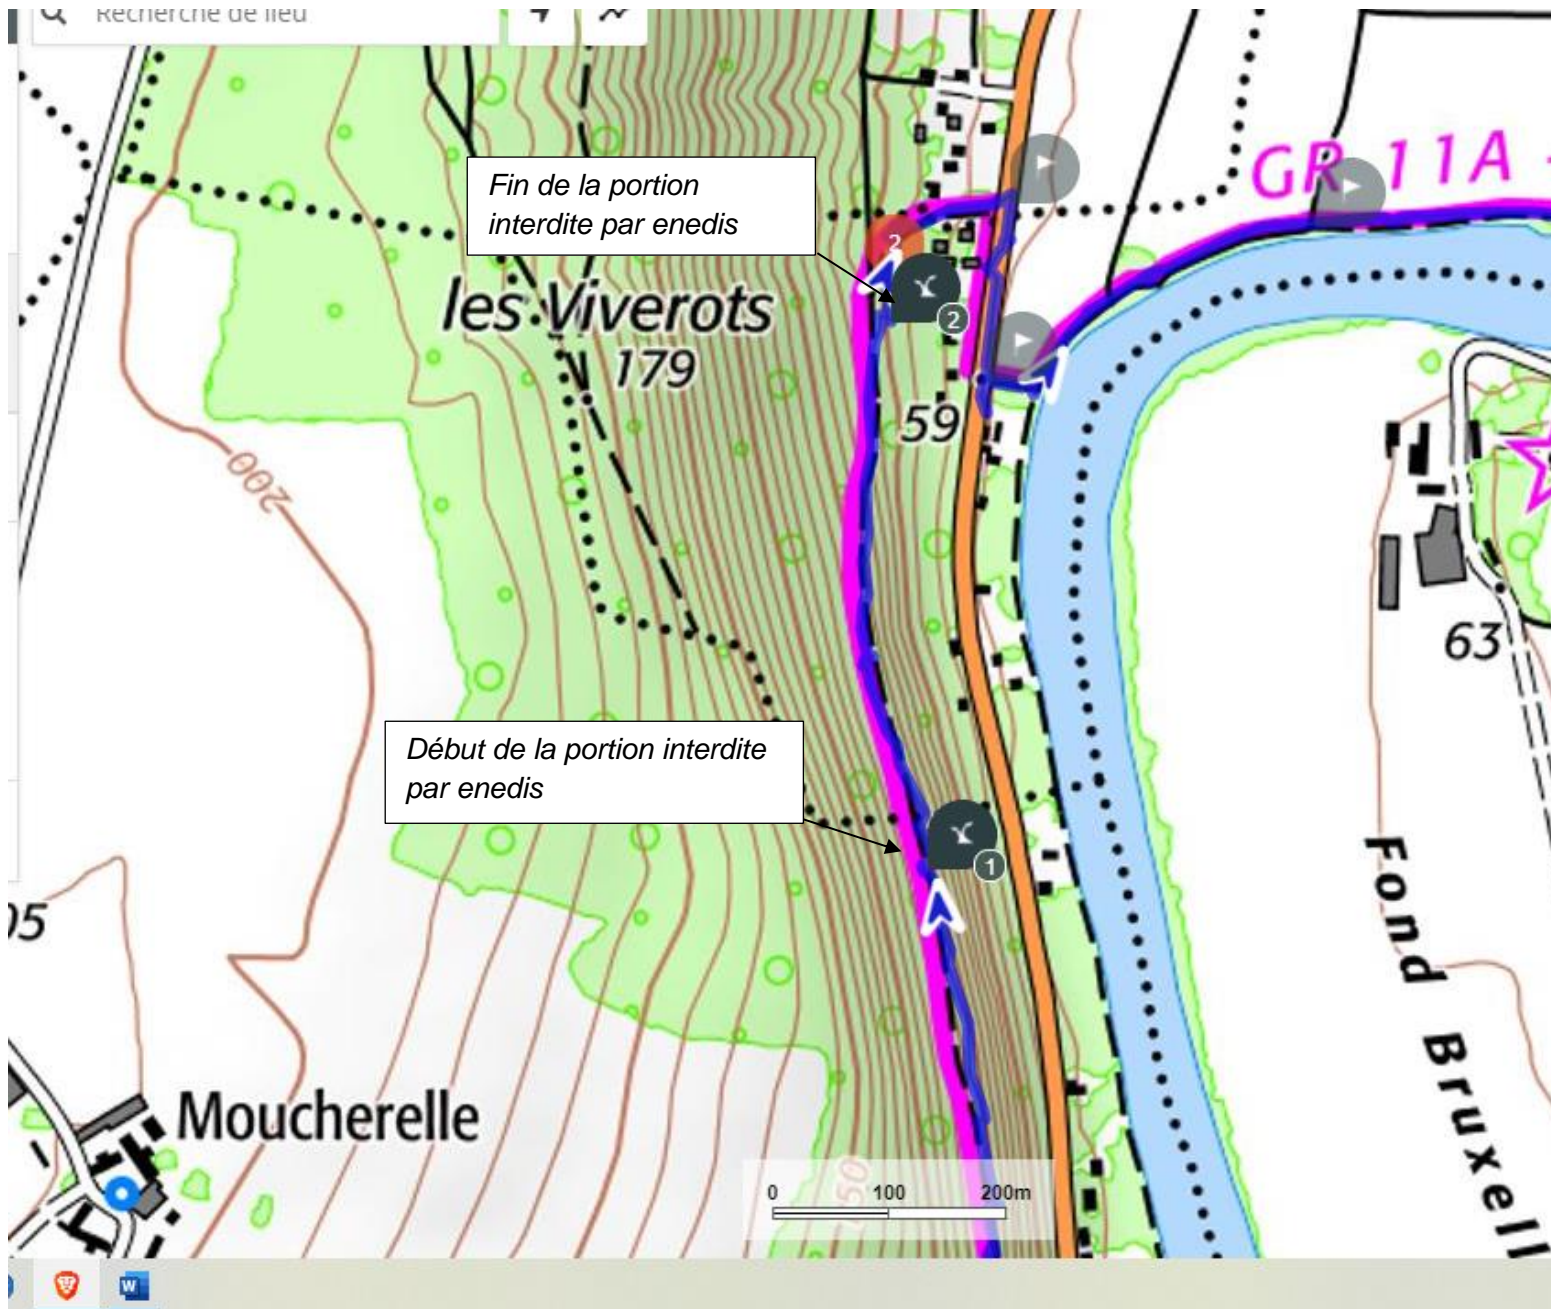 Recherche de lieu
GR 11A
Fin de la portion
interdite par enedis
2
2
les Viverots
179
59
200
63
Début de la portion interdite
par enedis
1
Fond Bruxell
05
Moucherelle
50
0 100 200m
W